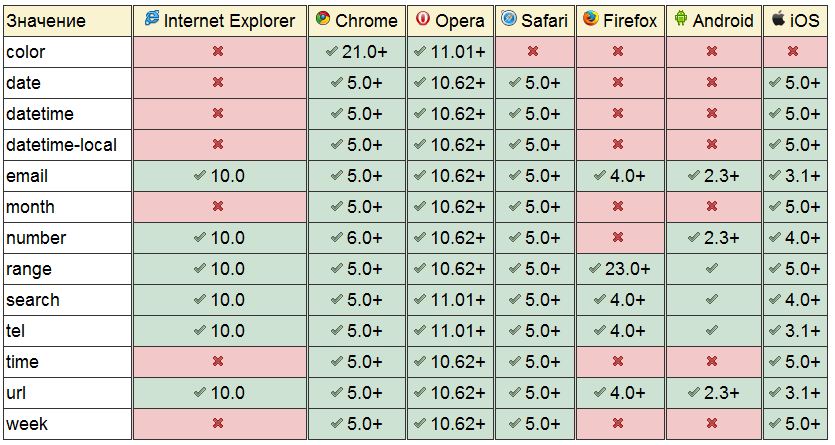 Значение Internet Explorer Chrome Opera Safari Firefox Android iOS
color ✖ ✓ 21.0+ ✓ 11.01+ ✖ ✖ ✖ ✖
date ✖ ✓ 5.0+ ✓ 10.62+ ✓ 5.0+ ✖ ✖ ✓ 5.0+
datetime ✖ ✓ 5.0+ ✓ 10.62+ ✓ 5.0+ ✖ ✖ ✓ 5.0+
datetime-local ✖ ✓ 5.0+ ✓ 10.62+ ✓ 5.0+ ✖ ✖ ✓ 5.0+
email ✓ 10.0 ✓ 5.0+ ✓ 10.62+ ✓ 5.0+ ✓ 4.0+ ✓ 2.3+ ✓ 3.1+
month ✖ ✓ 5.0+ ✓ 10.62+ ✓ 5.0+ ✖ ✖ ✓ 5.0+
number ✓ 10.0 ✓ 6.0+ ✓ 10.62+ ✓ 5.0+ ✖ ✓ 2.3+ ✓ 4.0+
range ✓ 10.0 ✓ 5.0+ ✓ 10.62+ ✓ 5.0+ ✓ 23.0+ ✓ ✓ 5.0+
search ✓ 10.0 ✓ 5.0+ ✓ 11.01+ ✓ 5.0+ ✓ 4.0+ ✓ ✓ 4.0+
tel ✓ 10.0 ✓ 5.0+ ✓ 11.01+ ✓ 5.0+ ✓ 4.0+ ✓ ✓ 3.1+
time ✖ ✓ 5.0+ ✓ 10.62+ ✓ 5.0+ ✖ ✖ ✓ 5.0+
url ✓ 10.0 ✓ 5.0+ ✓ 10.62+ ✓ 5.0+ ✓ 4.0+ ✓ 2.3+ ✓ 3.1+
week ✖ ✓ 5.0+ ✓ 10.62+ ✓ 5.0+ ✖ ✖ ✓ 5.0+